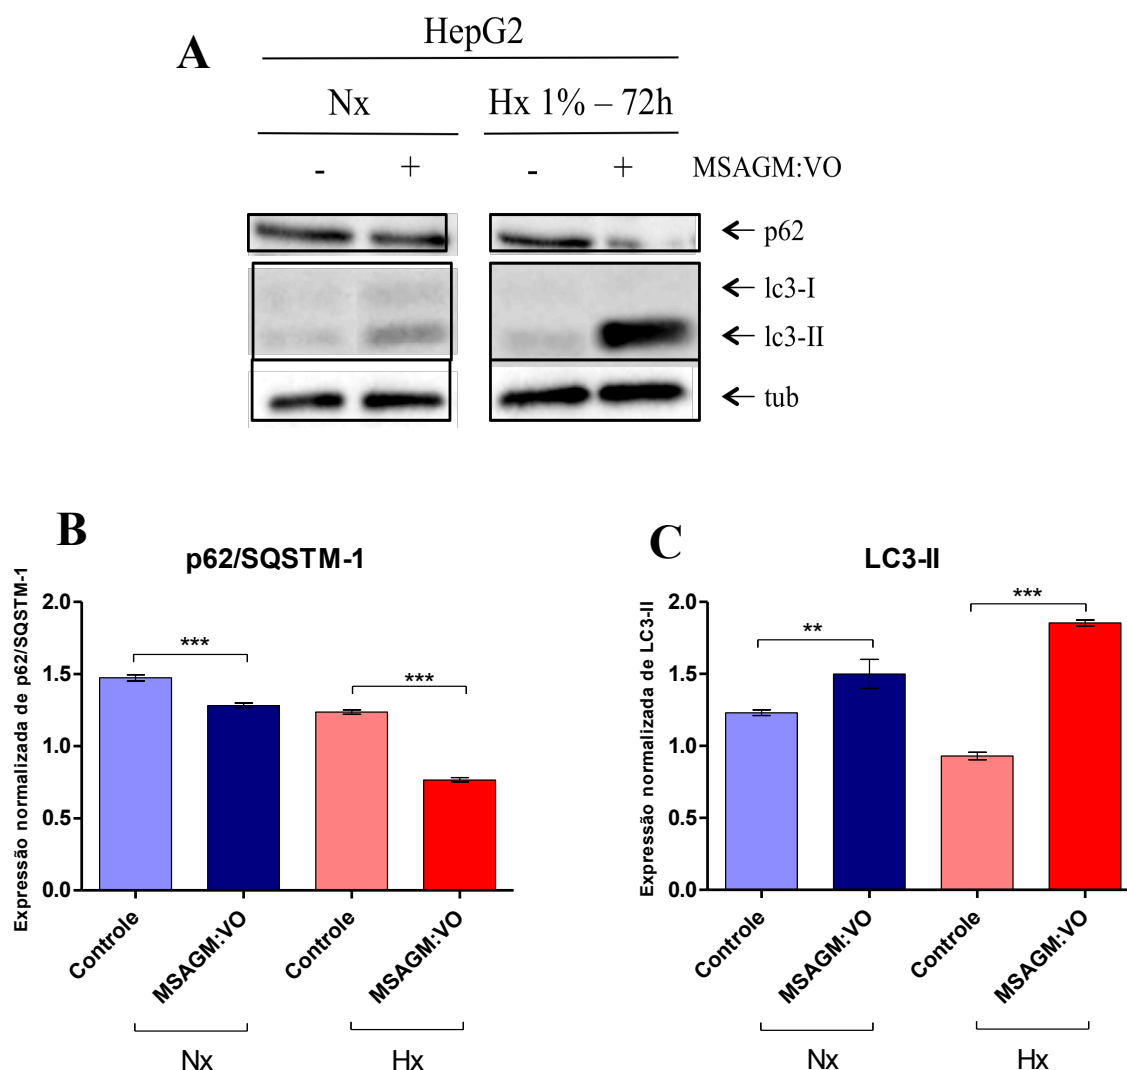 A
HepG2
Nx
Hx 1% – 72h
- + - + MSAGM:VO
p62
lc3-I
lc3-II
tub
B
p62/SQSTM-1
Expressão normalizada de p62/SQSTM-1
2.0
1.5
1.0
0.5
0.0
***
***
Controle
MSAGM:VO
Controle
MSAGM:VO
Nx
Hx
C
LC3-II
Expressão normalizada de LC3-II
2.0
1.5
1.0
0.5
0.0
**
***
Controle
MSAGM:VO
Controle
MSAGM:VO
Nx
Hx